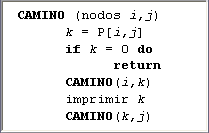 CAMINO (nodos i,j)
k = P[i,j]
if k = 0 do
return
CAMINO(i,k)
imprimir k
CAMINO(k,j)